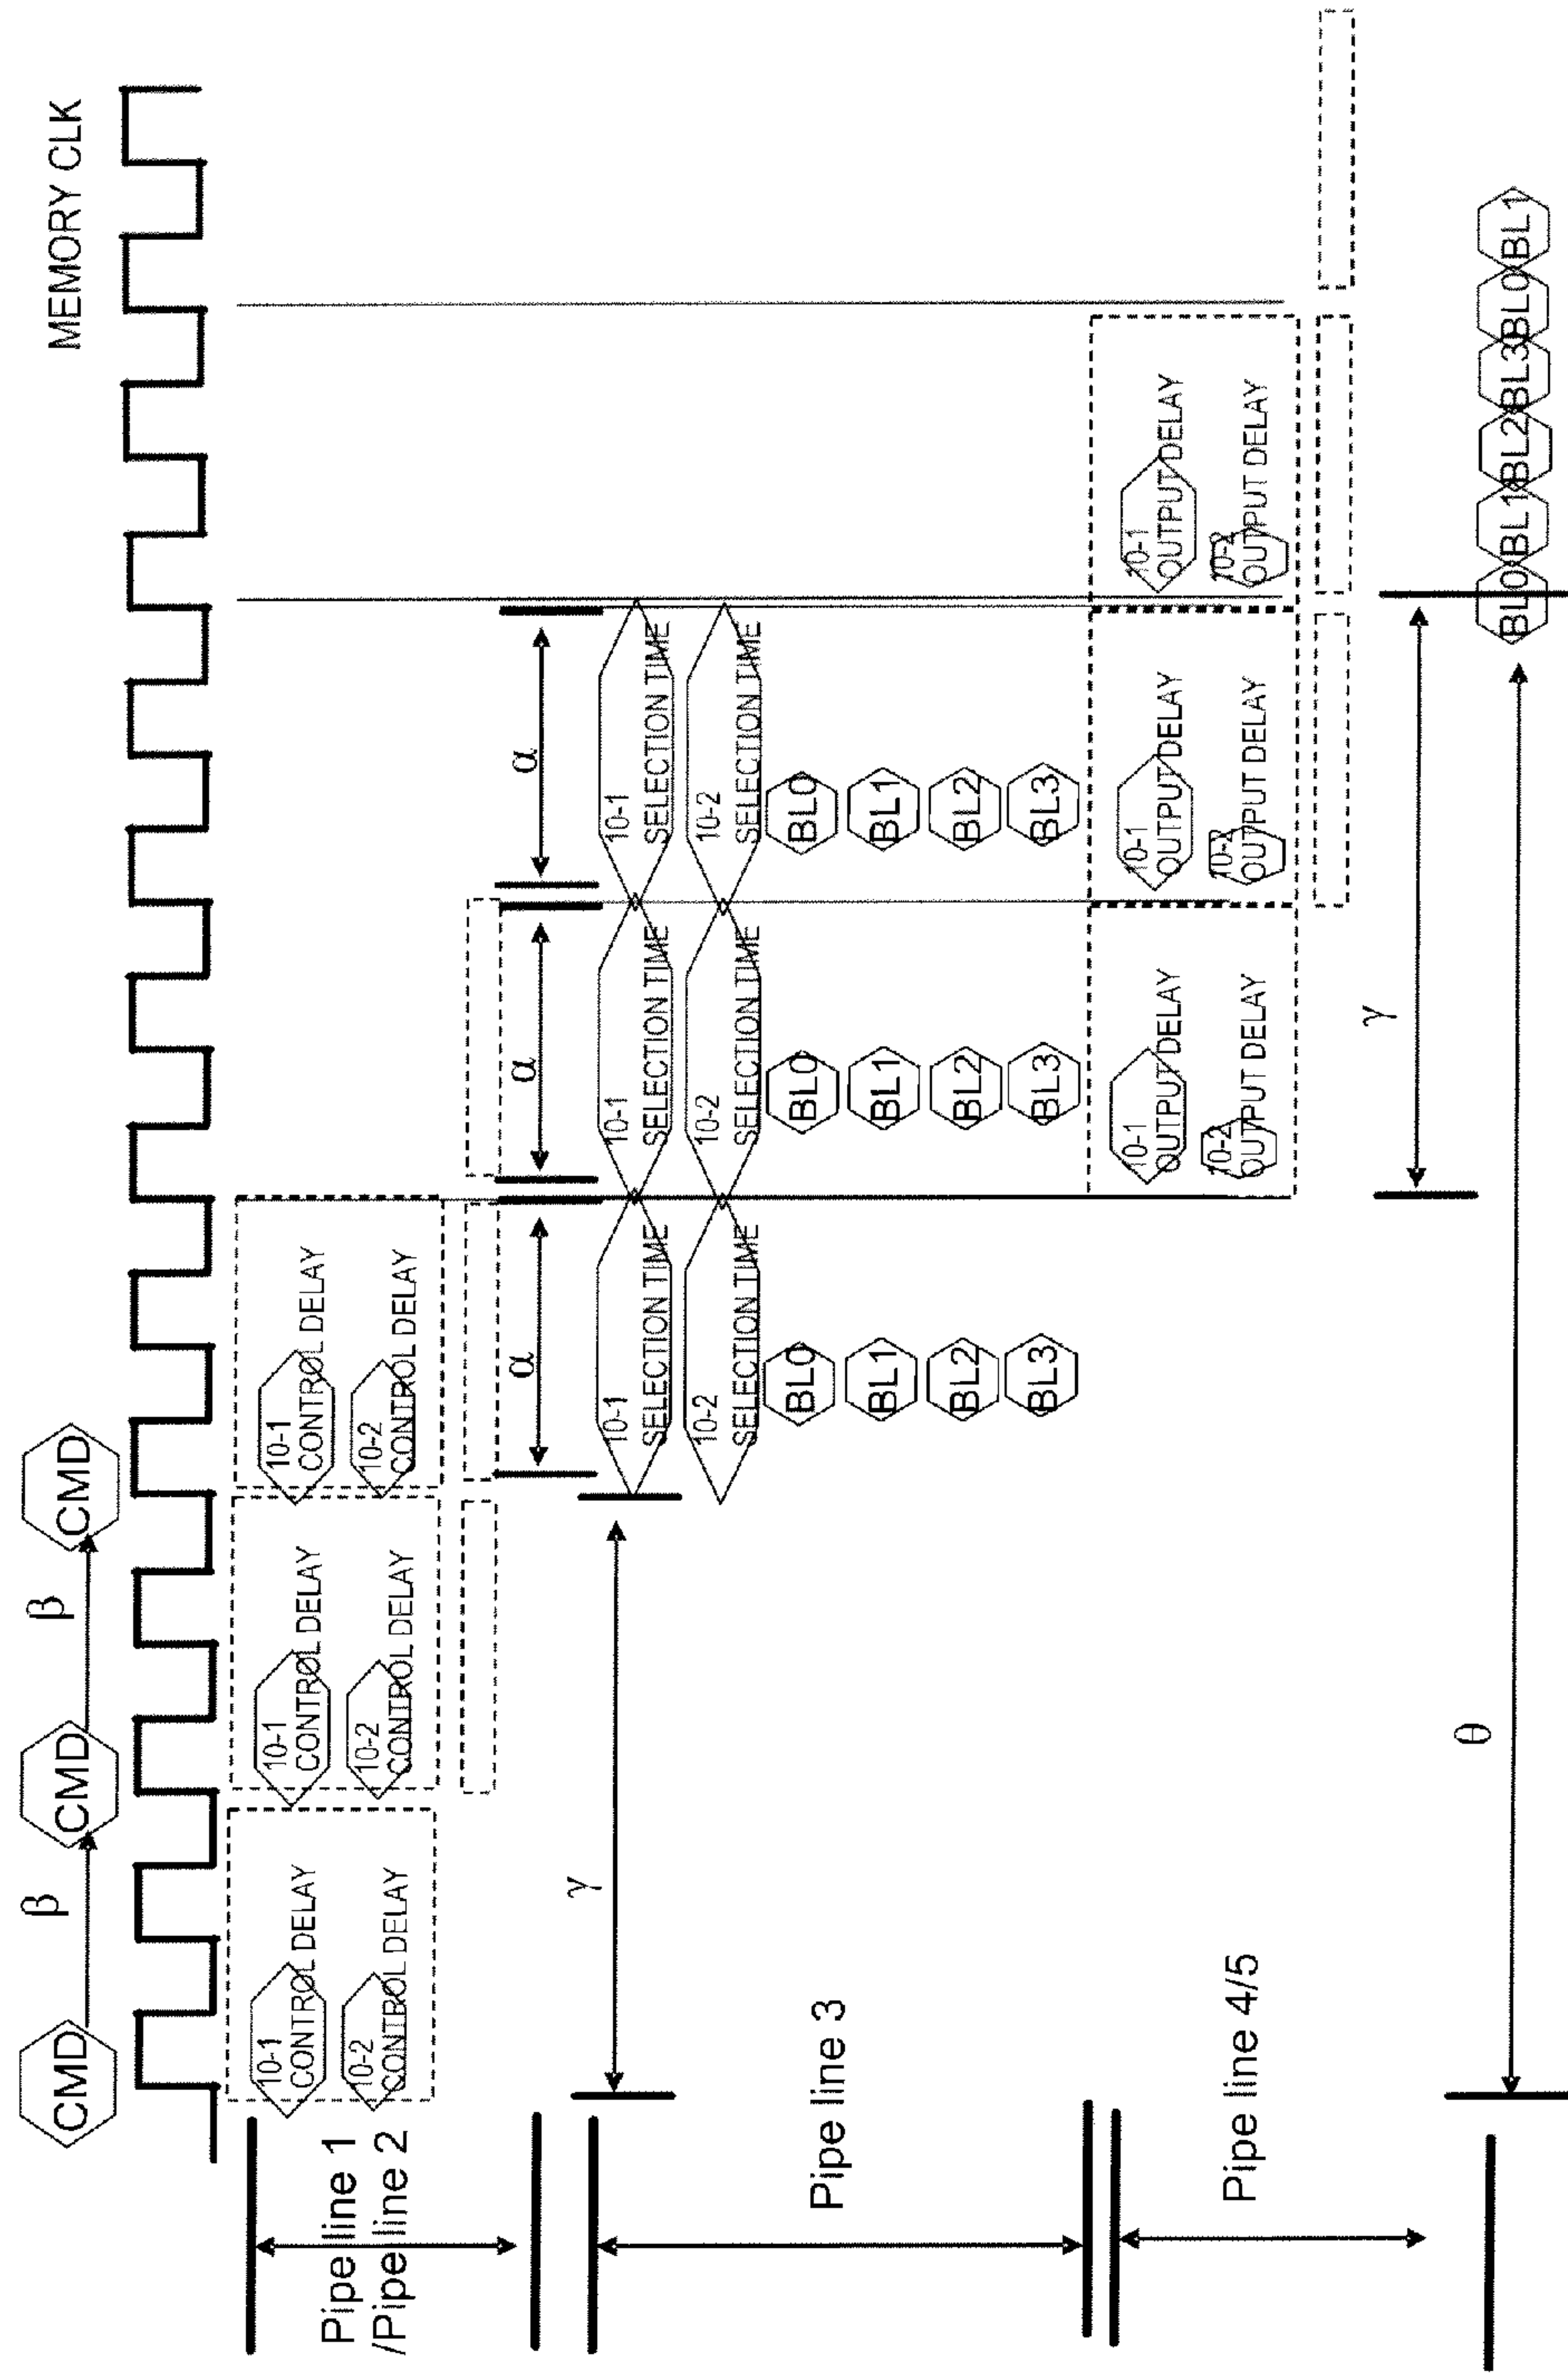 MEMORY CLK
β
β
CMD
CMD
CMD
10-1
CONTROL DELAY
10-2
CONTROL DELAY
10-1
CONTROL DELAY
10-2
CONTROL DELAY
10-1
CONTROL DELAY
10-2
CONTROL DELAY
Pipe line 1
/Pipe line 2
α
α
α
γ
10-1
SELECTION TIME
10-1
SELECTION TIME
10-1
SELECTION TIME
10-2
SELECTION TIME
10-2
SELECTION TIME
10-2
SELECTION TIME
Pipe line 3
BL0
BL0
BL0
BL1
BL1
BL1
BL2
BL2
BL2
BL3
BL3
BL3
10-1
OUTPUT DELAY
10-2
OUTPUT DELAY
10-1
OUTPUT DELAY
10-2
OUTPUT DELAY
10-1
OUTPUT DELAY
10-2
OUTPUT DELAY
Pipe line 4/5
γ
θ
BL0 BL1 BL2 BL3 BL0 BL1